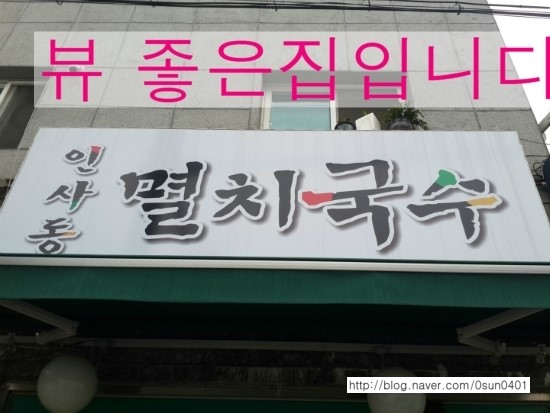 뷰 좋은집입니다
인사동
멸치국수
http://blog.naver.com/0sun0401